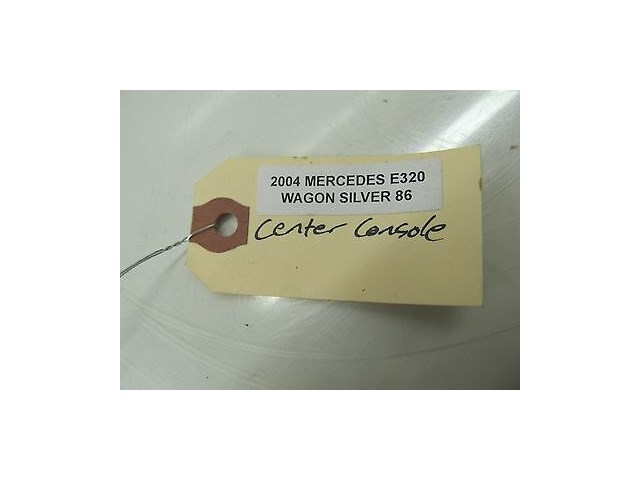 2004 MERCEDES E320
WAGON SILVER 86
Center Console